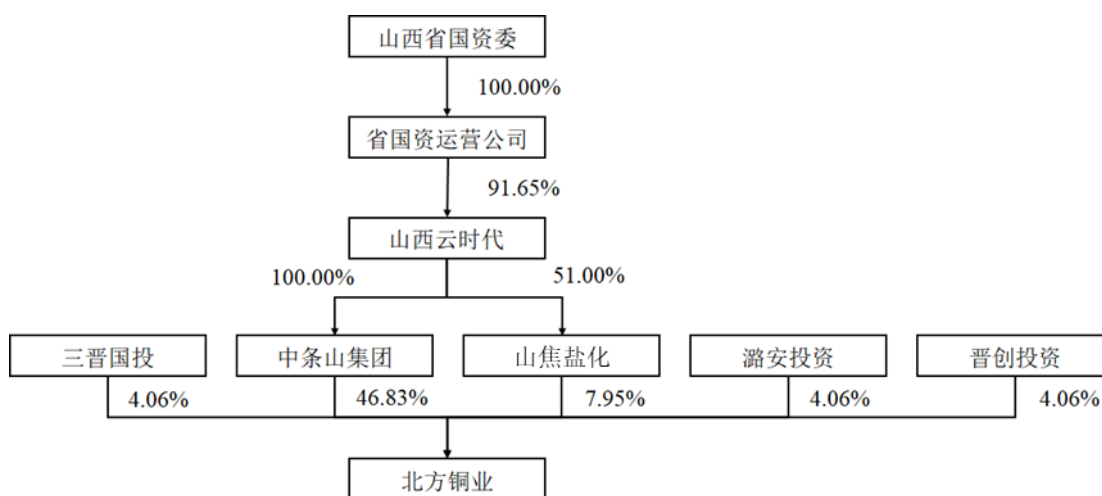 山西省国资委
100.00%
省国资运营公司
91.65%
山西云时代
100.00%
51.00%
三晋国投
中条山集团
山焦盐化
潞安投资
晋创投资
4.06%
46.83%
7.95%
4.06%
4.06%
北方铜业